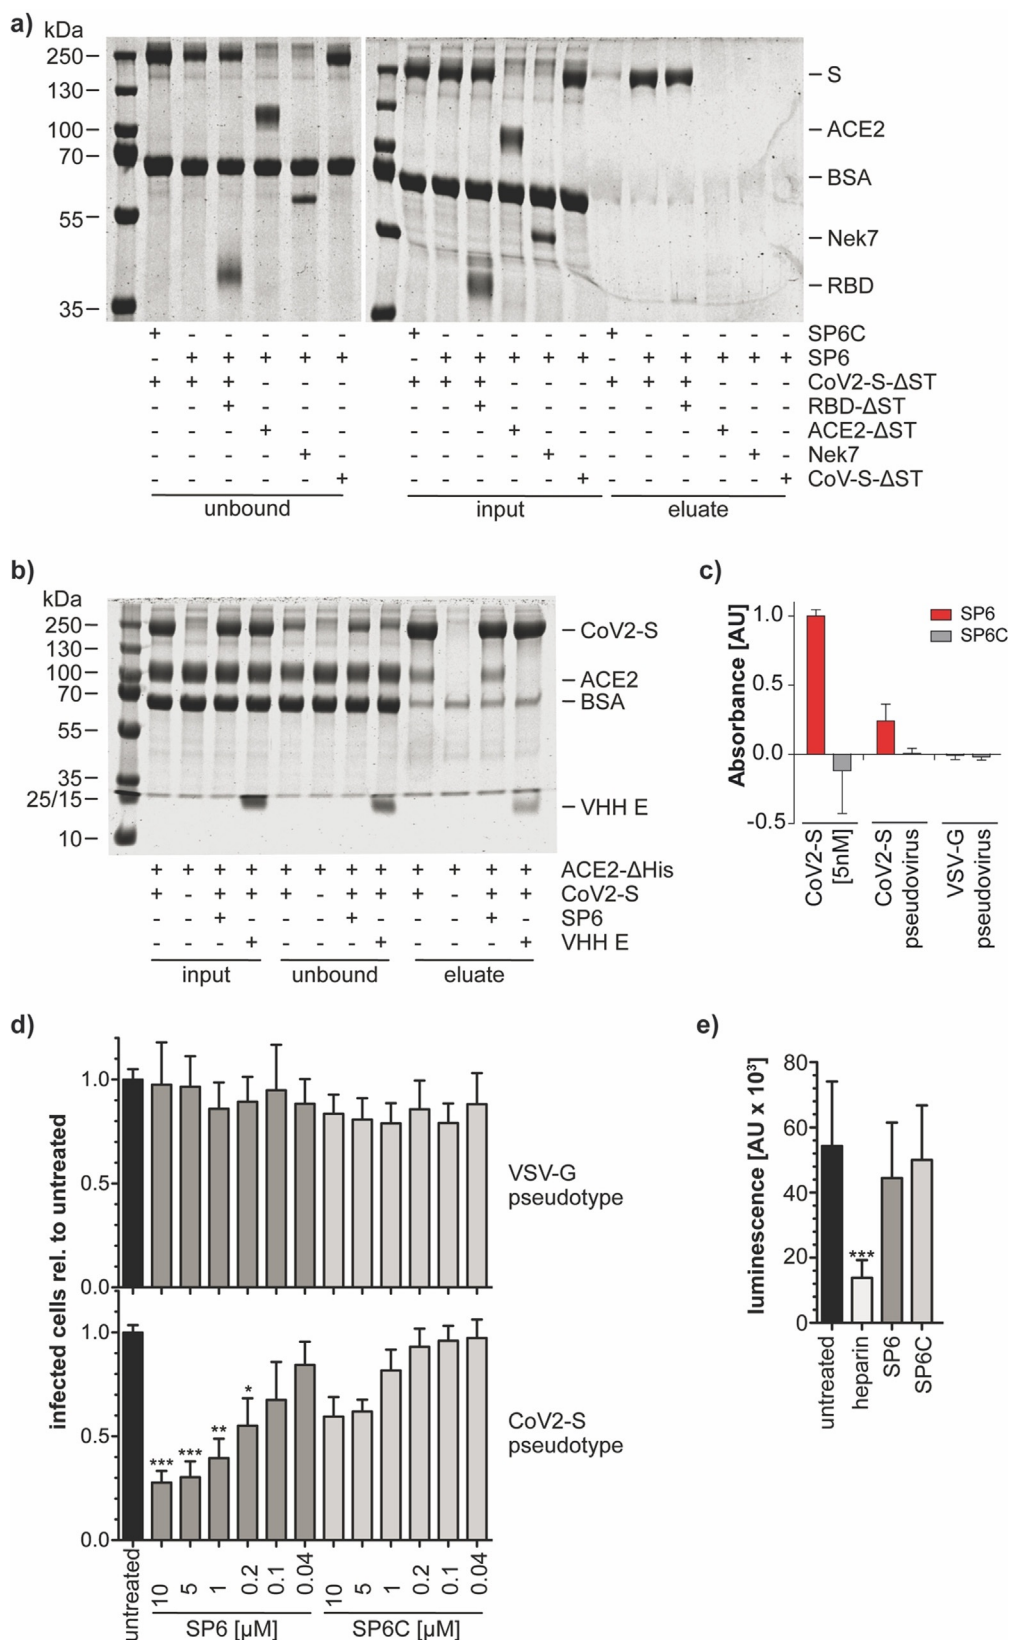 a)
kDa
250
130
100
70
55
35
S
ACE2
BSA
Nek7
RBD
+ - - - - - + - - - - - + - - - - - SP6C
- + + + + + - + + + + + - + + + + + SP6
+ + + - - - + + + - - - + + + - - - CoV2-S-ΔST
- - + - - - - - + - - - - - + - - - RBD-ΔST
- - - + - - - - - + - - - - - + - - ACE2-ΔST
- - - - + - - - - - + - - - - - + - Nek7
- - - - - + - - - - - + - - - - - + CoV-S-ΔST
unbound input eluate
b)
kDa
250
130
100
70
55
35
25/15
10
CoV2-S
ACE2
BSA
VHH E
+ + + + + + + + + + + + ACE2-ΔHis
+ - + + + - + + + - + + CoV2-S
- - + - - - + - - - + - SP6
- - - + - - - + - - - + VHH E
input unbound eluate
c)
Absorbance [AU]
1.0
0.5
0.0
-0.5
SP6
SP6C
CoV2-S
[5nM]
CoV2-S
pseudovirus
VSV-G
pseudovirus
d)
infected cells rel. to untreated
1.0
0.5
0.0
VSV-G
pseudotype
1.0
0.5
0.0
*** *** ** *
CoV2-S
pseudotype
untreated 10 5 1 0.2 0.1 0.04 10 5 1 0.2 0.1 0.04
SP6 [µM] SP6C [µM]
e)
luminescence [AU x 10³]
80
60
40
20
0
***
untreated heparin SP6 SP6C